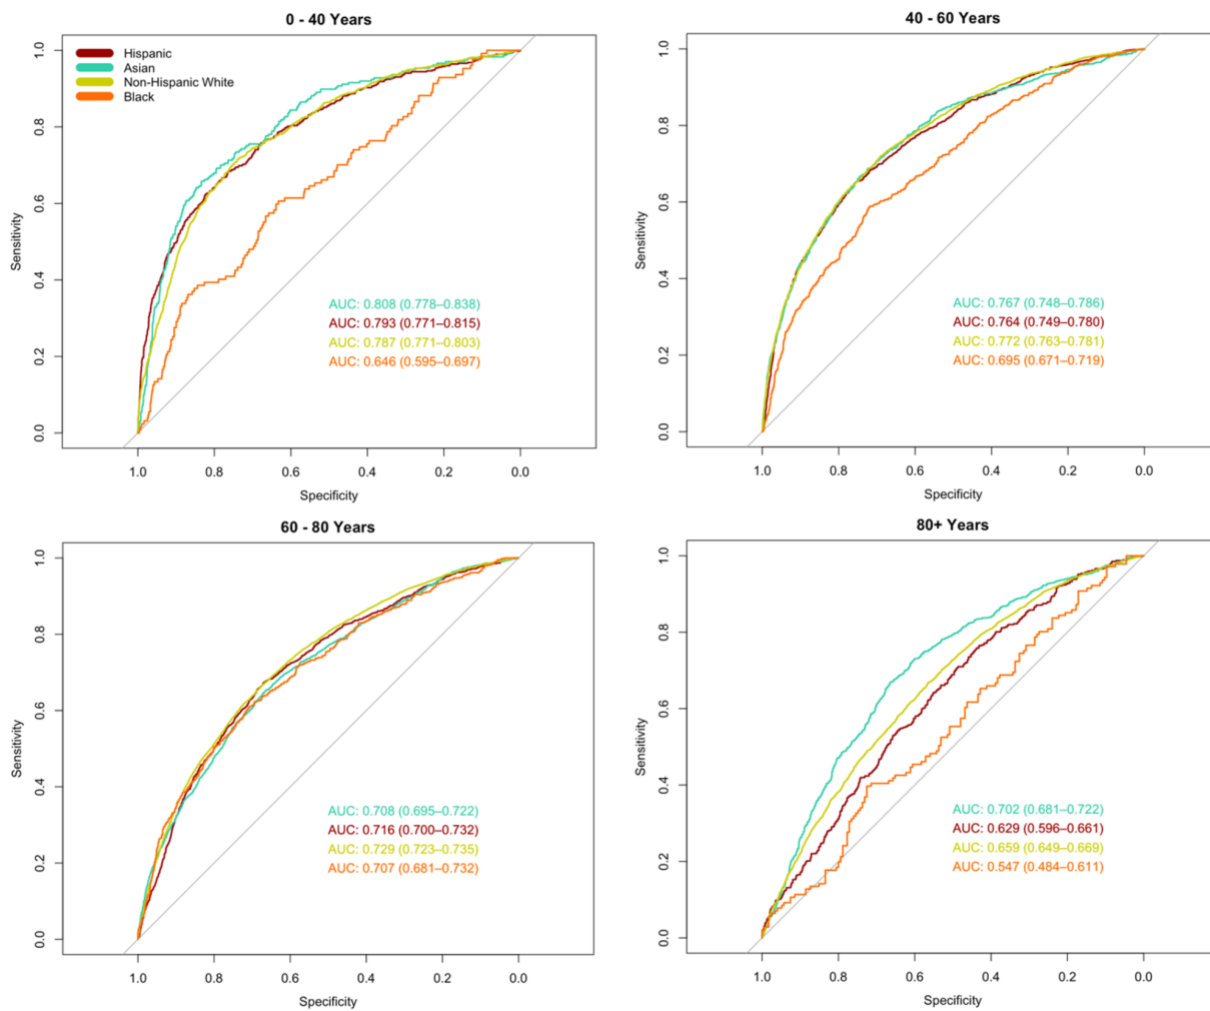 0 - 40 Years
Hispanic
Asian
Non-Hispanic White
Black
1.0
0.8
0.6
0.4
0.2
0.0
Sensitivity
AUC: 0.808 (0.778–0.838)
AUC: 0.793 (0.771–0.815)
AUC: 0.787 (0.771–0.803)
AUC: 0.646 (0.595–0.697)
1.0 0.8 0.6 0.4 0.2 0.0
Specificity
40 - 60 Years
1.0
0.8
0.6
0.4
0.2
0.0
Sensitivity
AUC: 0.767 (0.748–0.786)
AUC: 0.764 (0.749–0.780)
AUC: 0.772 (0.763–0.781)
AUC: 0.695 (0.671–0.719)
1.0 0.8 0.6 0.4 0.2 0.0
Specificity
60 - 80 Years
1.0
0.8
0.6
0.4
0.2
0.0
Sensitivity
AUC: 0.708 (0.695–0.722)
AUC: 0.716 (0.700–0.732)
AUC: 0.729 (0.723–0.735)
AUC: 0.707 (0.681–0.732)
1.0 0.8 0.6 0.4 0.2 0.0
Specificity
80+ Years
1.0
0.8
0.6
0.4
0.2
0.0
Sensitivity
AUC: 0.702 (0.681–0.722)
AUC: 0.629 (0.596–0.661)
AUC: 0.659 (0.649–0.669)
AUC: 0.547 (0.484–0.611)
1.0 0.8 0.6 0.4 0.2 0.0
Specificity